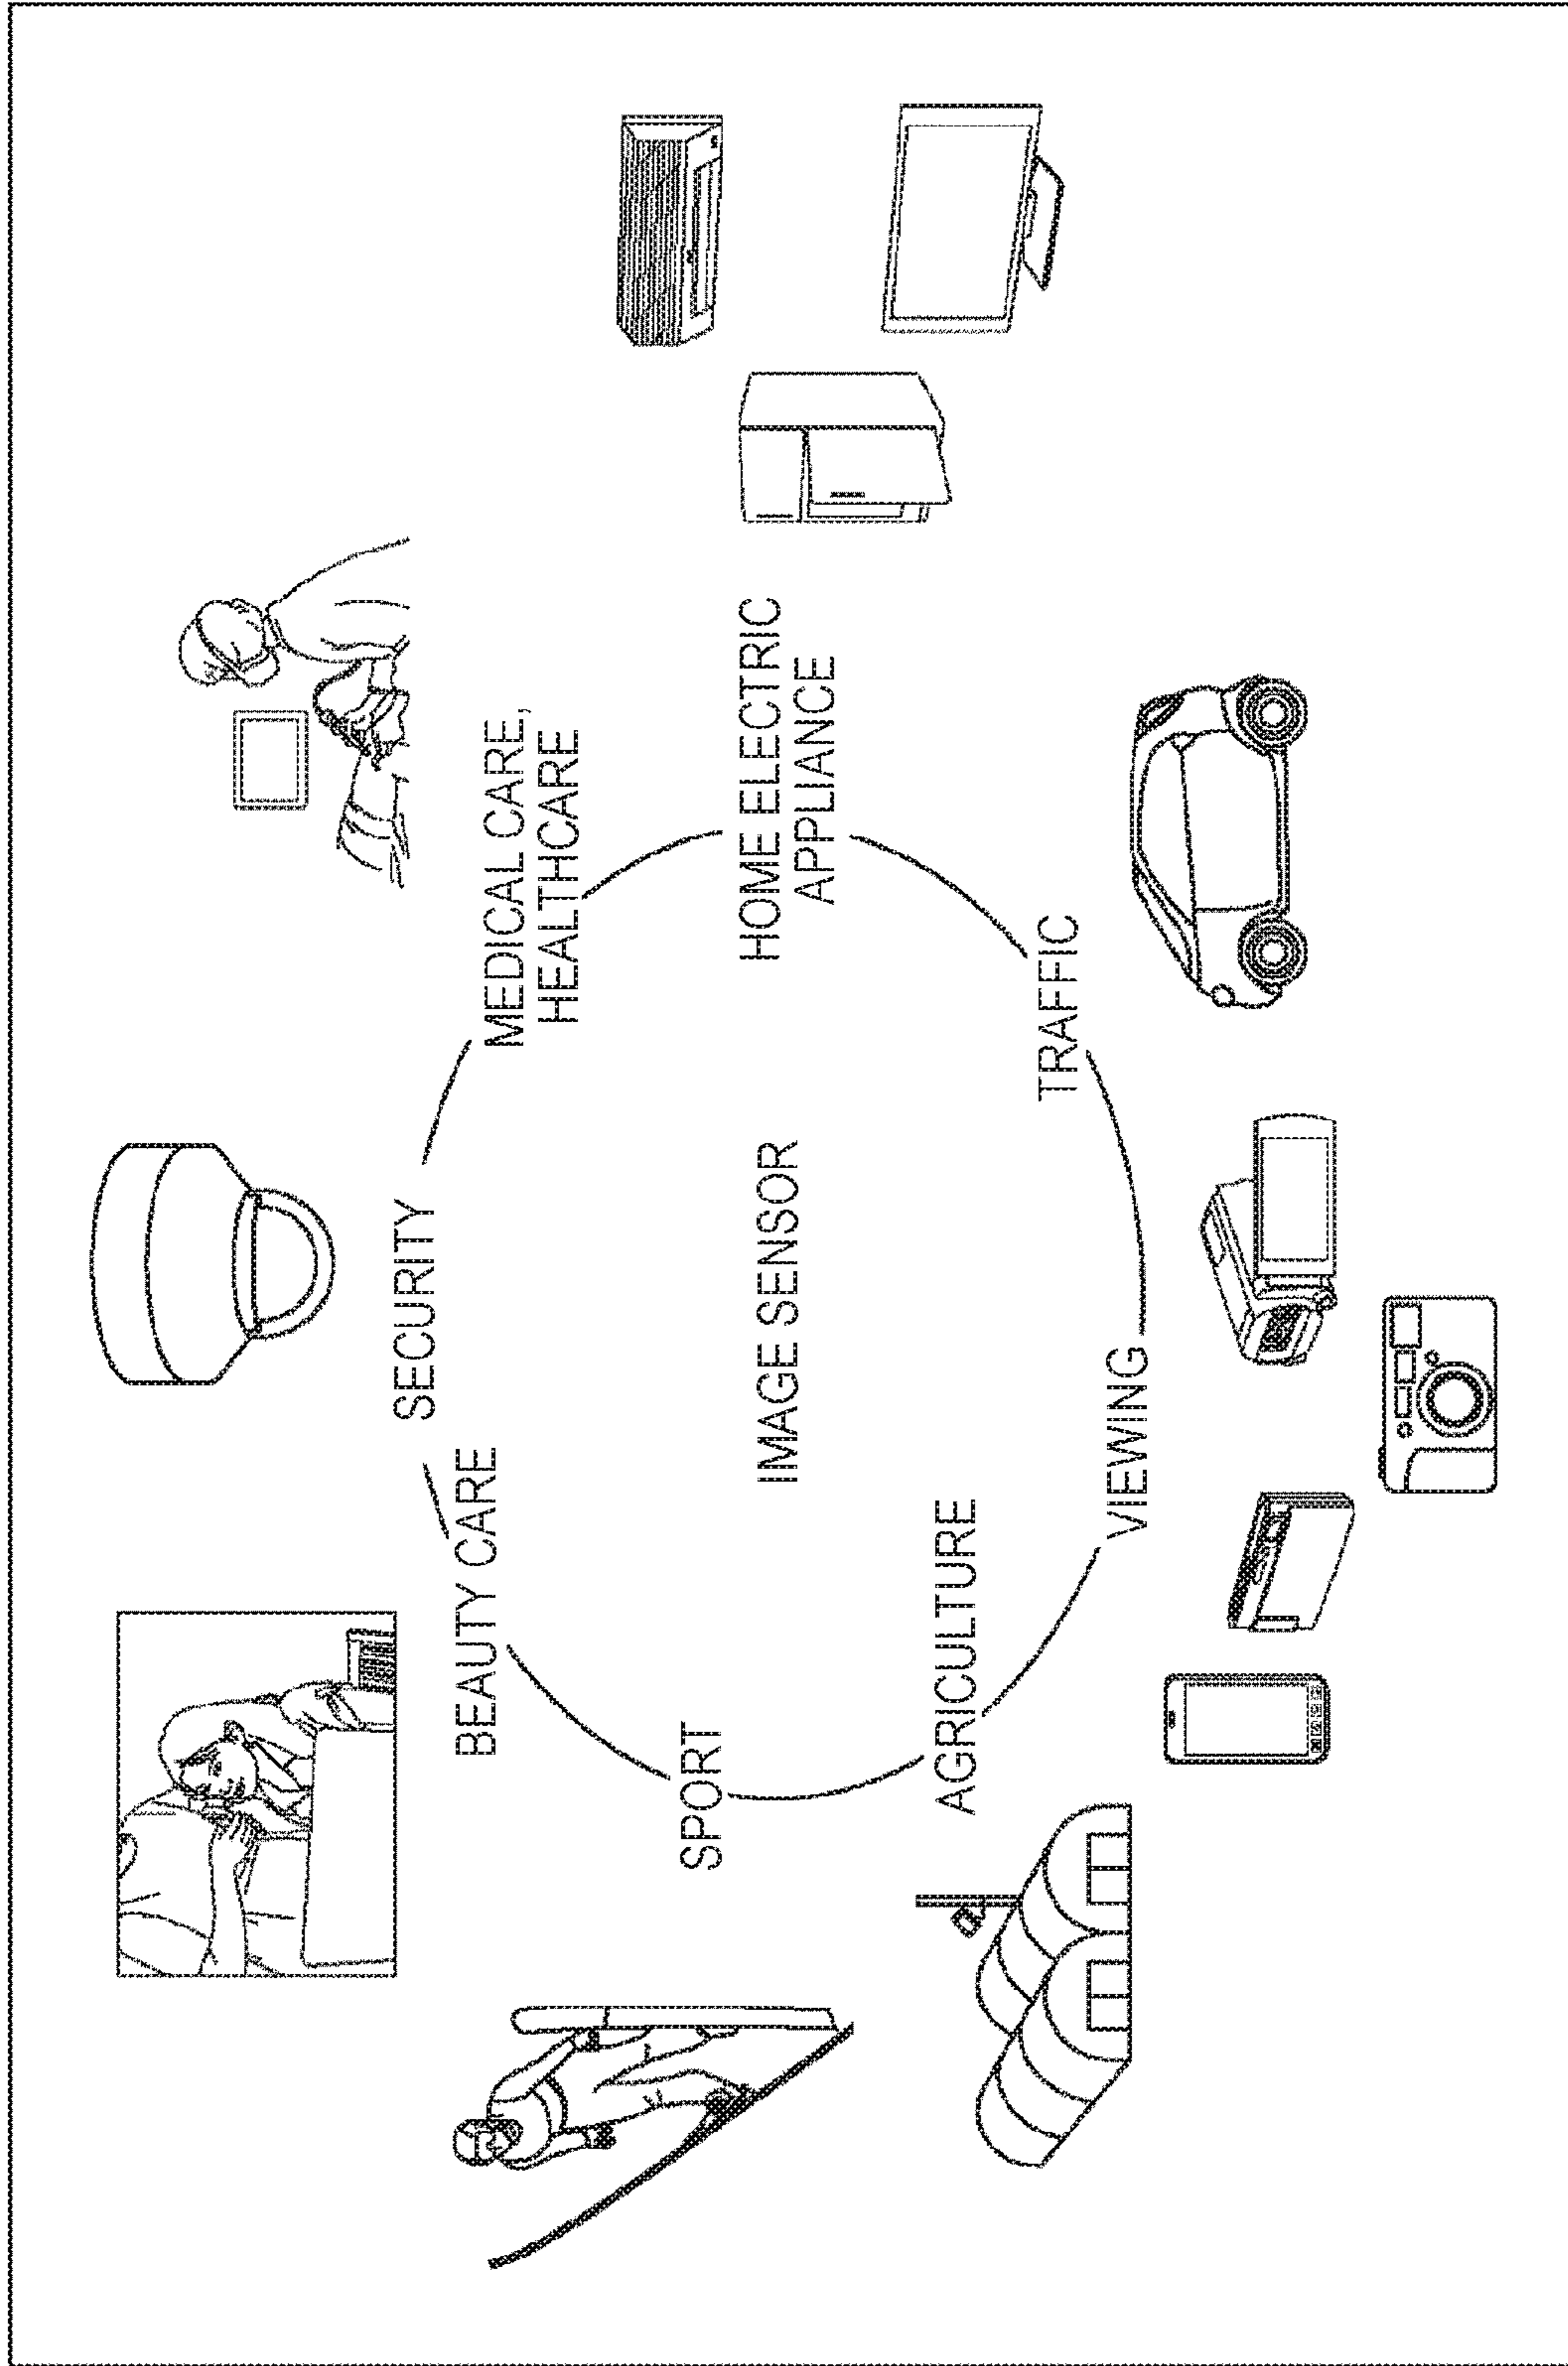 SECURITY
BEAUTY CARE
MEDICAL CARE,
HEALTHCARE
SPORT
HOME ELECTRIC
APPLIANCE
IMAGE SENSOR
AGRICULTURE
TRAFFIC
VIEWING